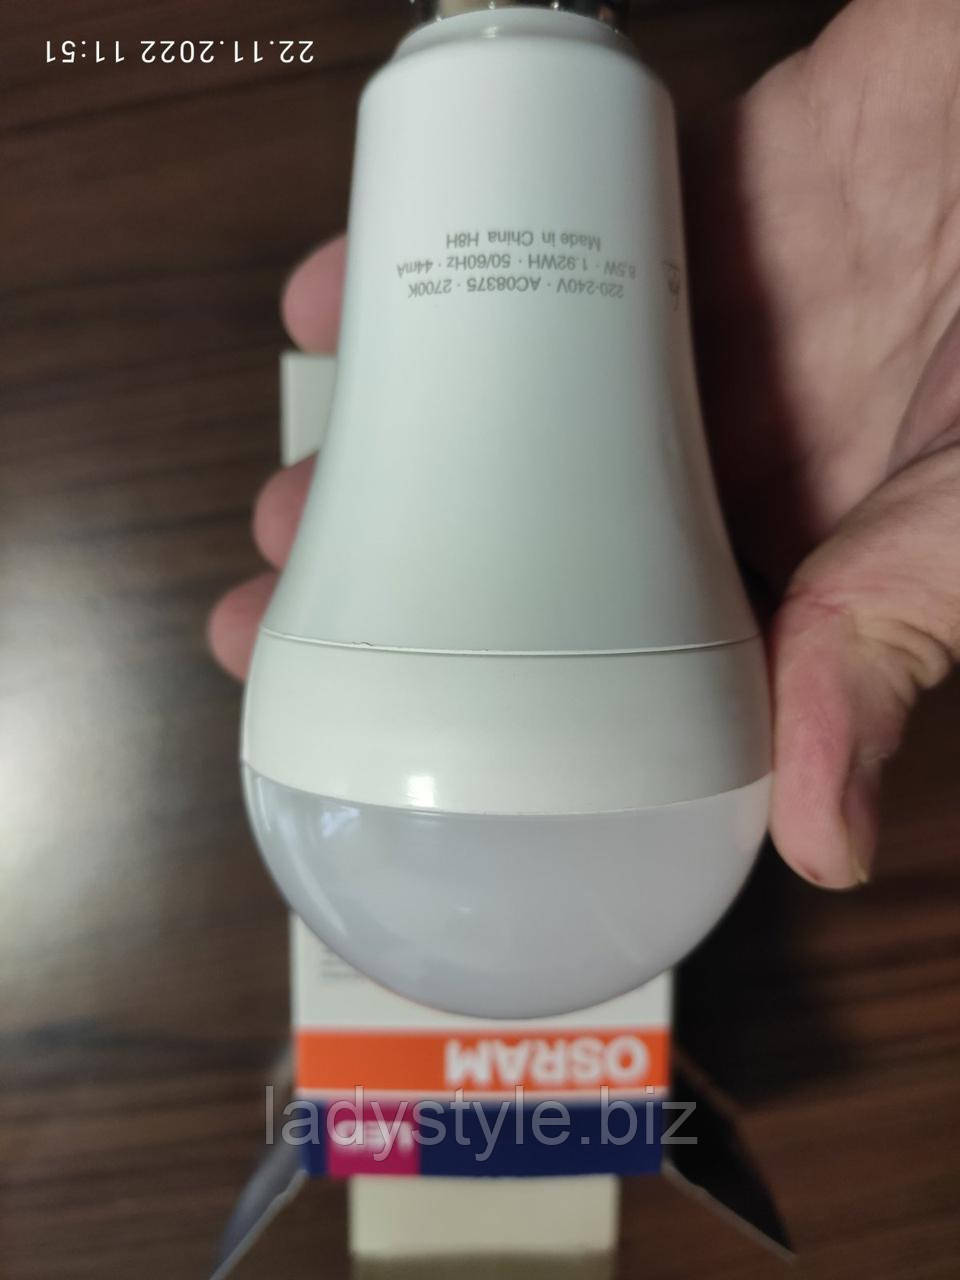 22.11.2022 11:51
220-240V · AC08375 · 2700K
8.5W · 1.92WH · 50/60Hz · 44mA
Made in China H8H
OSRAM
LED
ladystyle.biz